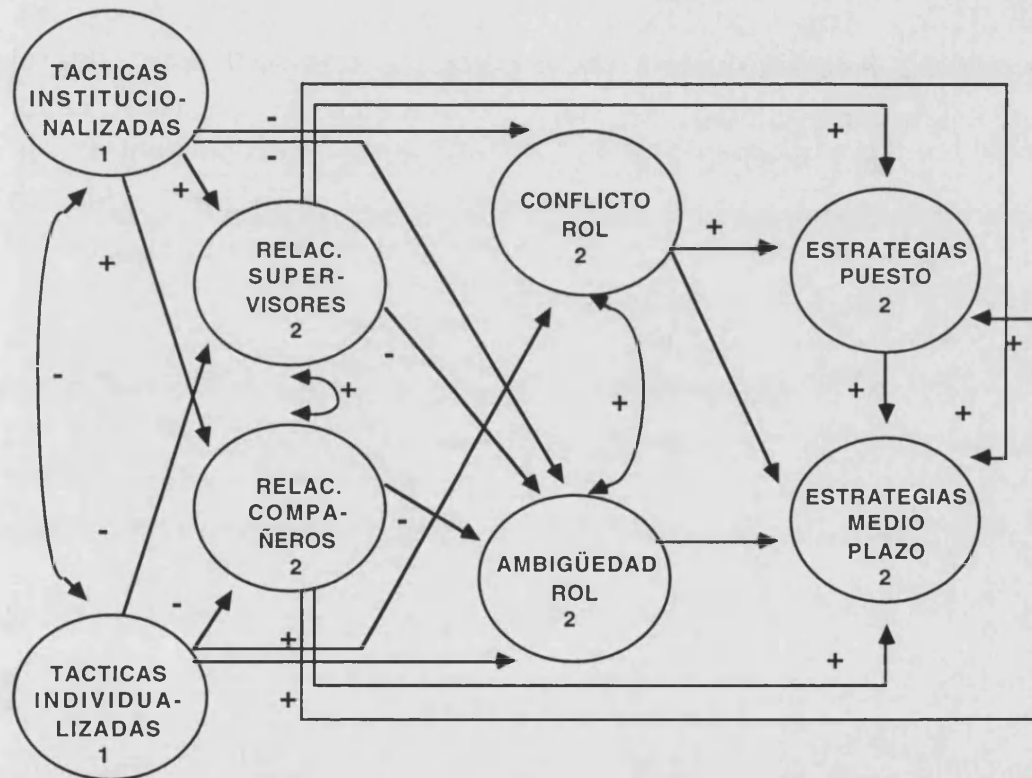 TACTICAS
INSTITUCIO-
NALIZADAS
1
-
-
+
+
RELAC.
SUPER-
VISORES
2
-
-
+
RELAC.
COMPA-
ÑEROS
2
-
-
-
TACTICAS
INDIVIDUA-
LIZADAS
1
+
+
CONFLICTO
ROL
2
+
+
AMBIGÜEDAD
ROL
2
+
ESTRATEGIAS
PUESTO
2
+
+
+
ESTRATEGIAS
MEDIO
PLAZO
2
+